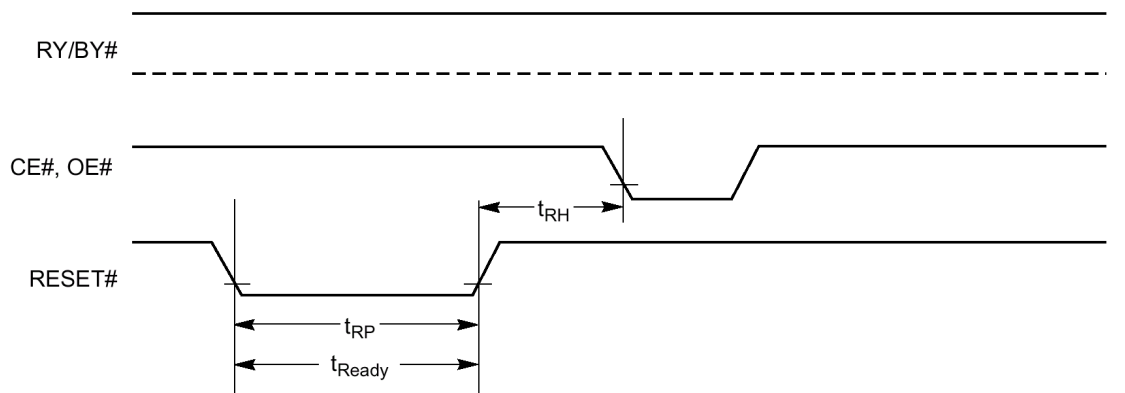 RY/BY#
CE#, OE#
tRH
RESET#
tRP
tReady